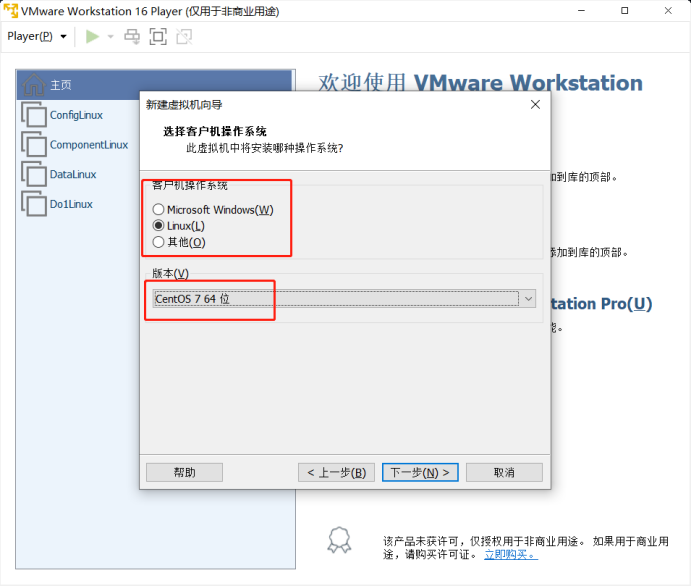 VMware Workstation 16 Player (仅用于非商业用途)
Player(P)
主页
ConfigLinux
ComponentLinux
DataLinux
Do1Linux
欢迎使用 VMware Workstation
加到库的顶部。
添加到库的顶部。
tation Pro(U)
能。
新建虚拟机向导
选择客户机操作系统
此虚拟机中将安装哪种操作系统?
客户机操作系统
Microsoft Windows(W)
Linux(L)
其他(O)
版本(V)
CentOS 7 64 位
帮助
< 上一步(B)
下一步(N) >
取消
该产品未获许可，仅授权用于非商业用途。 如果用于商业用
途，请购买许可证。 立即购买。